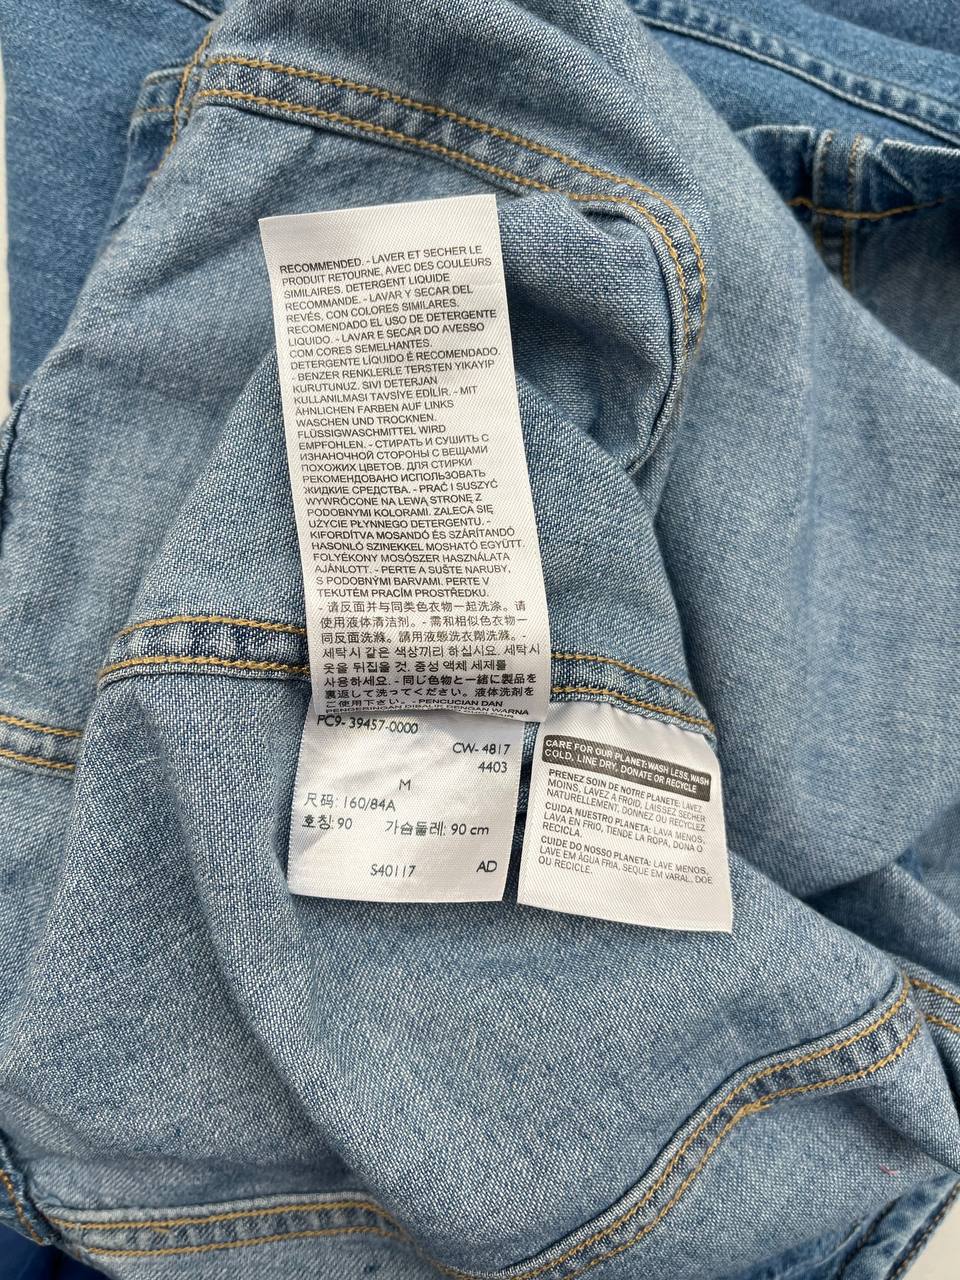 RECOMMENDED. - LAVER ET SECHER LE
PRODUIT RETOURNE, AVEC DES COULEURS
SIMILAIRES. DETERGENT LIQUIDE
RECOMMANDE. - LAVAR Y SECAR DEL
REVÉS, CON COLORES SIMILARES.
RECOMENDADO EL USO DE DETERGENTE
LIQUIDO. - LAVAR E SECAR DO AVESSO
COM CORES SEMELHANTES.
DETERGENTE LÍQUIDO É RECOMENDADO.
- BENZER RENKLERLE TERSTEN YIKAYIP
KURUTUNUZ. SIVI DETERJAN
KULLANILMASI TAVSİYE EDİLİR. - MIT
ÄHNLICHEN FARBEN AUF LINKS
WASCHEN UND TROCKNEN.
FLÜSSIGWASCHMITTEL WIRD
EMPFOHLEN. - СТИРАТЬ И СУШИТЬ С
ИЗНАНОЧНОЙ СТОРОНЫ С ВЕЩАМИ
ПОХОЖИХ ЦВЕТОВ. ДЛЯ СТИРКИ
РЕКОМЕНДОВАНО ИСПОЛЬЗОВАТЬ
ЖИДКИЕ СРЕДСТВА. - PRAĆ I SUSZYĆ
WYWRÓCONE NA LEWĄ STRONĘ Z
PODOBNYMI KOLORAMI. ZALECA SIĘ
UŻYCIE PŁYNNEGO DETERGENTU. -
KIFORDÍTVA MOSANDÓ ÉS SZÁRÍTANDÓ
HASONLÓ SZINEKKEL MOSHATÓ EGYÜTT.
FOLYÉKONY MOSÓSZER HASZNÁLATA
AJÁNLOTT. - PERTE A SUŠTE NARUBY,
S PODOBNÝMI BARVAMI. PERTE V
TEKUTÉM PRACÍM PROSTŘEDKU.
- 请反面并与同类色衣物一起洗涤。请
使用液体清洁剂。- 需和相似色衣物一
同反面洗滌。請用液態洗衣劑洗滌。-
세탁시 같은 색상끼리 하십시요. 세탁시
옷을 뒤집을 것. 중성 액체 세제를
사용하세요. - 同じ色物と一緒に製品を
裏返して洗ってください。液体洗剤を
ご使用下さい。- PENCUCIAN DAN
PENGERINGAN DIBALIK DENGAN WARNA
PC9- 39457-0000
CW- 4817
4403
M
尺码: 160/84A
호칭: 90 가슴둘레: 90 cm
S40117 AD
CARE FOR OUR PLANET: WASH LESS, WASH
COLD, LINE DRY, DONATE OR RECYCLE
PRENEZ SOIN DE NOTRE PLANETE: LAVEZ
MOINS, LAVEZ À FROID, LAISSEZ SECHER
NATURELLEMENT, DONNEZ OU RECYCLEZ
CUIDA NUESTRO PLANETA: LAVA MENOS,
LAVA EN FRIO, TIENDE LA ROPA, DONA O
RECICLA.
CUIDE DO NOSSO PLANETA: LAVE MENOS,
LAVE EM ÁGUA FRIA, SEQUE EM VARAL, DOE
OU RECICLE.